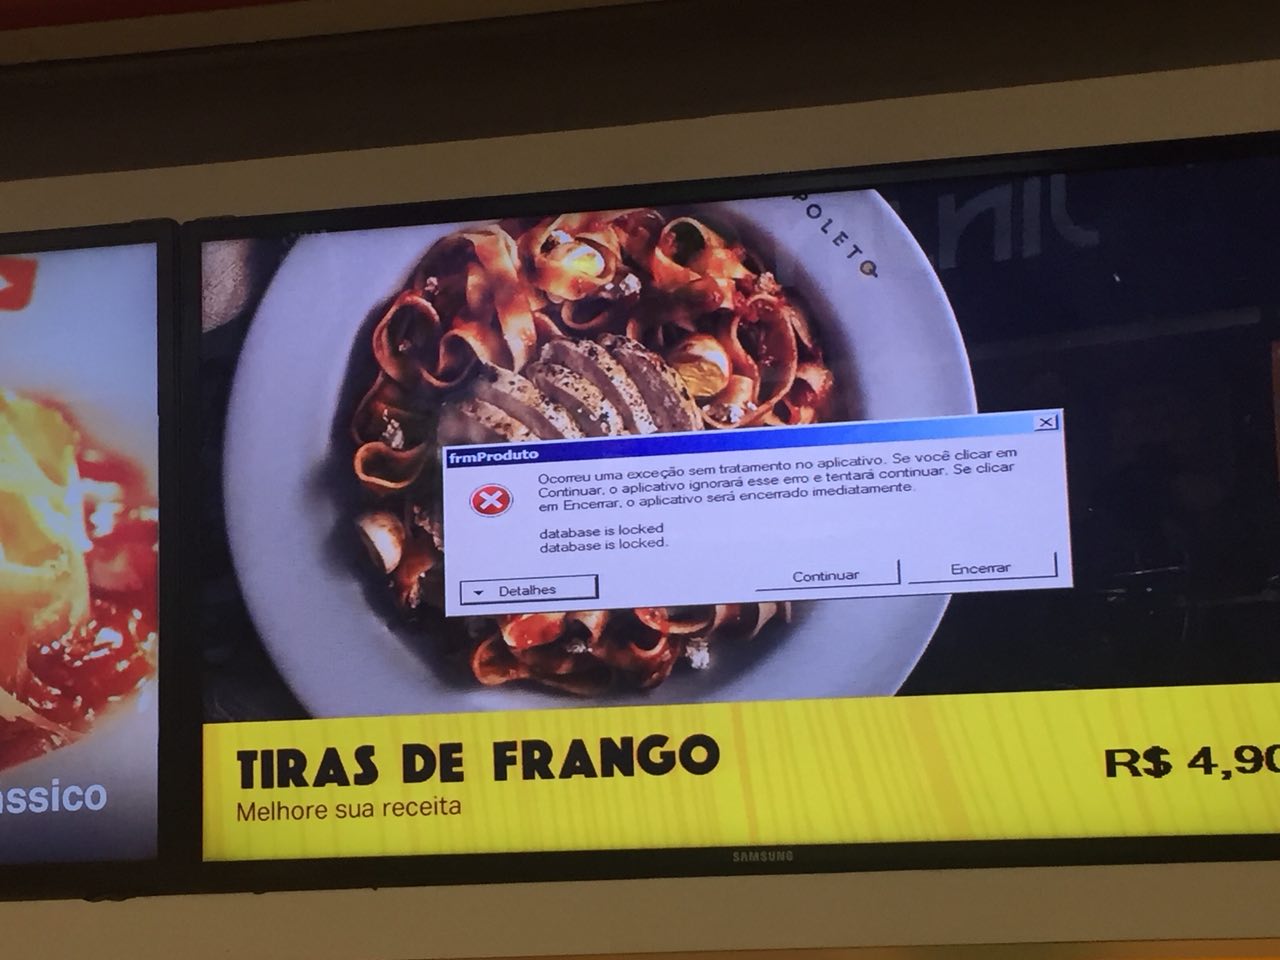 POLETO
frmProduto
Ocorreu uma exceção sem tratamento no aplicativo. Se você clicar em
Continuar, o aplicativo ignorará esse erro e tentará continuar. Se clicar
em Encerrar, o aplicativo será encerrado imediatamente.
database is locked
database is locked.
Detalhes
Continuar
Encerrar
TIRAS DE FRANGO
Melhore sua receita
R$ 4,90
ssico
SAMSUNG